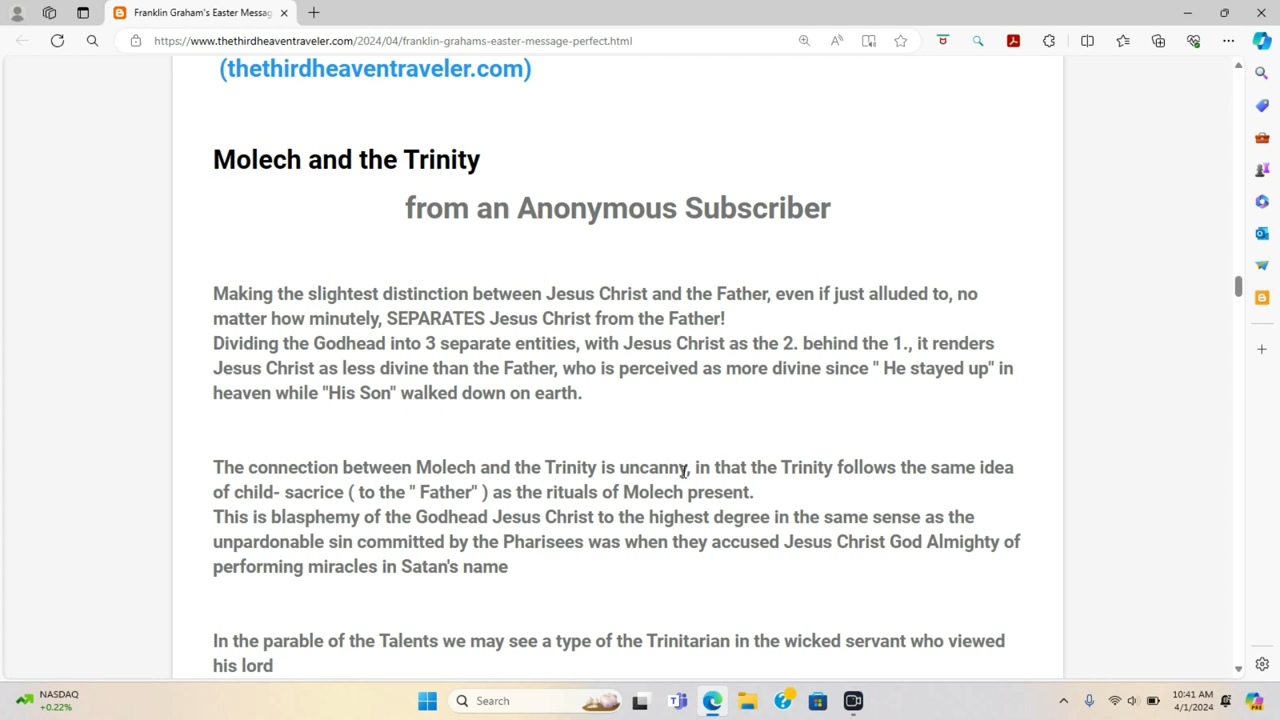 Franklin Graham's Easter Messag
https://www.thethirdheaventraveler.com/2024/04/franklin-grahams-easter-message-perfect.html
(thethirdheaventraveler.com)
Molech and the Trinity
from an Anonymous Subscriber
Making the slightest distinction between Jesus Christ and the Father, even if just alluded to, no
matter how minutely, SEPARATES Jesus Christ from the Father!
Dividing the Godhead into 3 separate entities, with Jesus Christ as the 2. behind the 1., it renders
Jesus Christ as less divine than the Father, who is perceived as more divine since " He stayed up" in
heaven while "His Son" walked down on earth.
The connection between Molech and the Trinity is uncanny, in that the Trinity follows the same idea
of child- sacrice ( to the " Father" ) as the rituals of Molech present.
This is blasphemy of the Godhead Jesus Christ to the highest degree in the same sense as the
unpardonable sin committed by the Pharisees was when they accused Jesus Christ God Almighty of
performing miracles in Satan's name
In the parable of the Talents we may see a type of the Trinitarian in the wicked servant who viewed
his lord
NASDAQ
+0.22%
Search
10:41 AM
4/1/2024
PRE